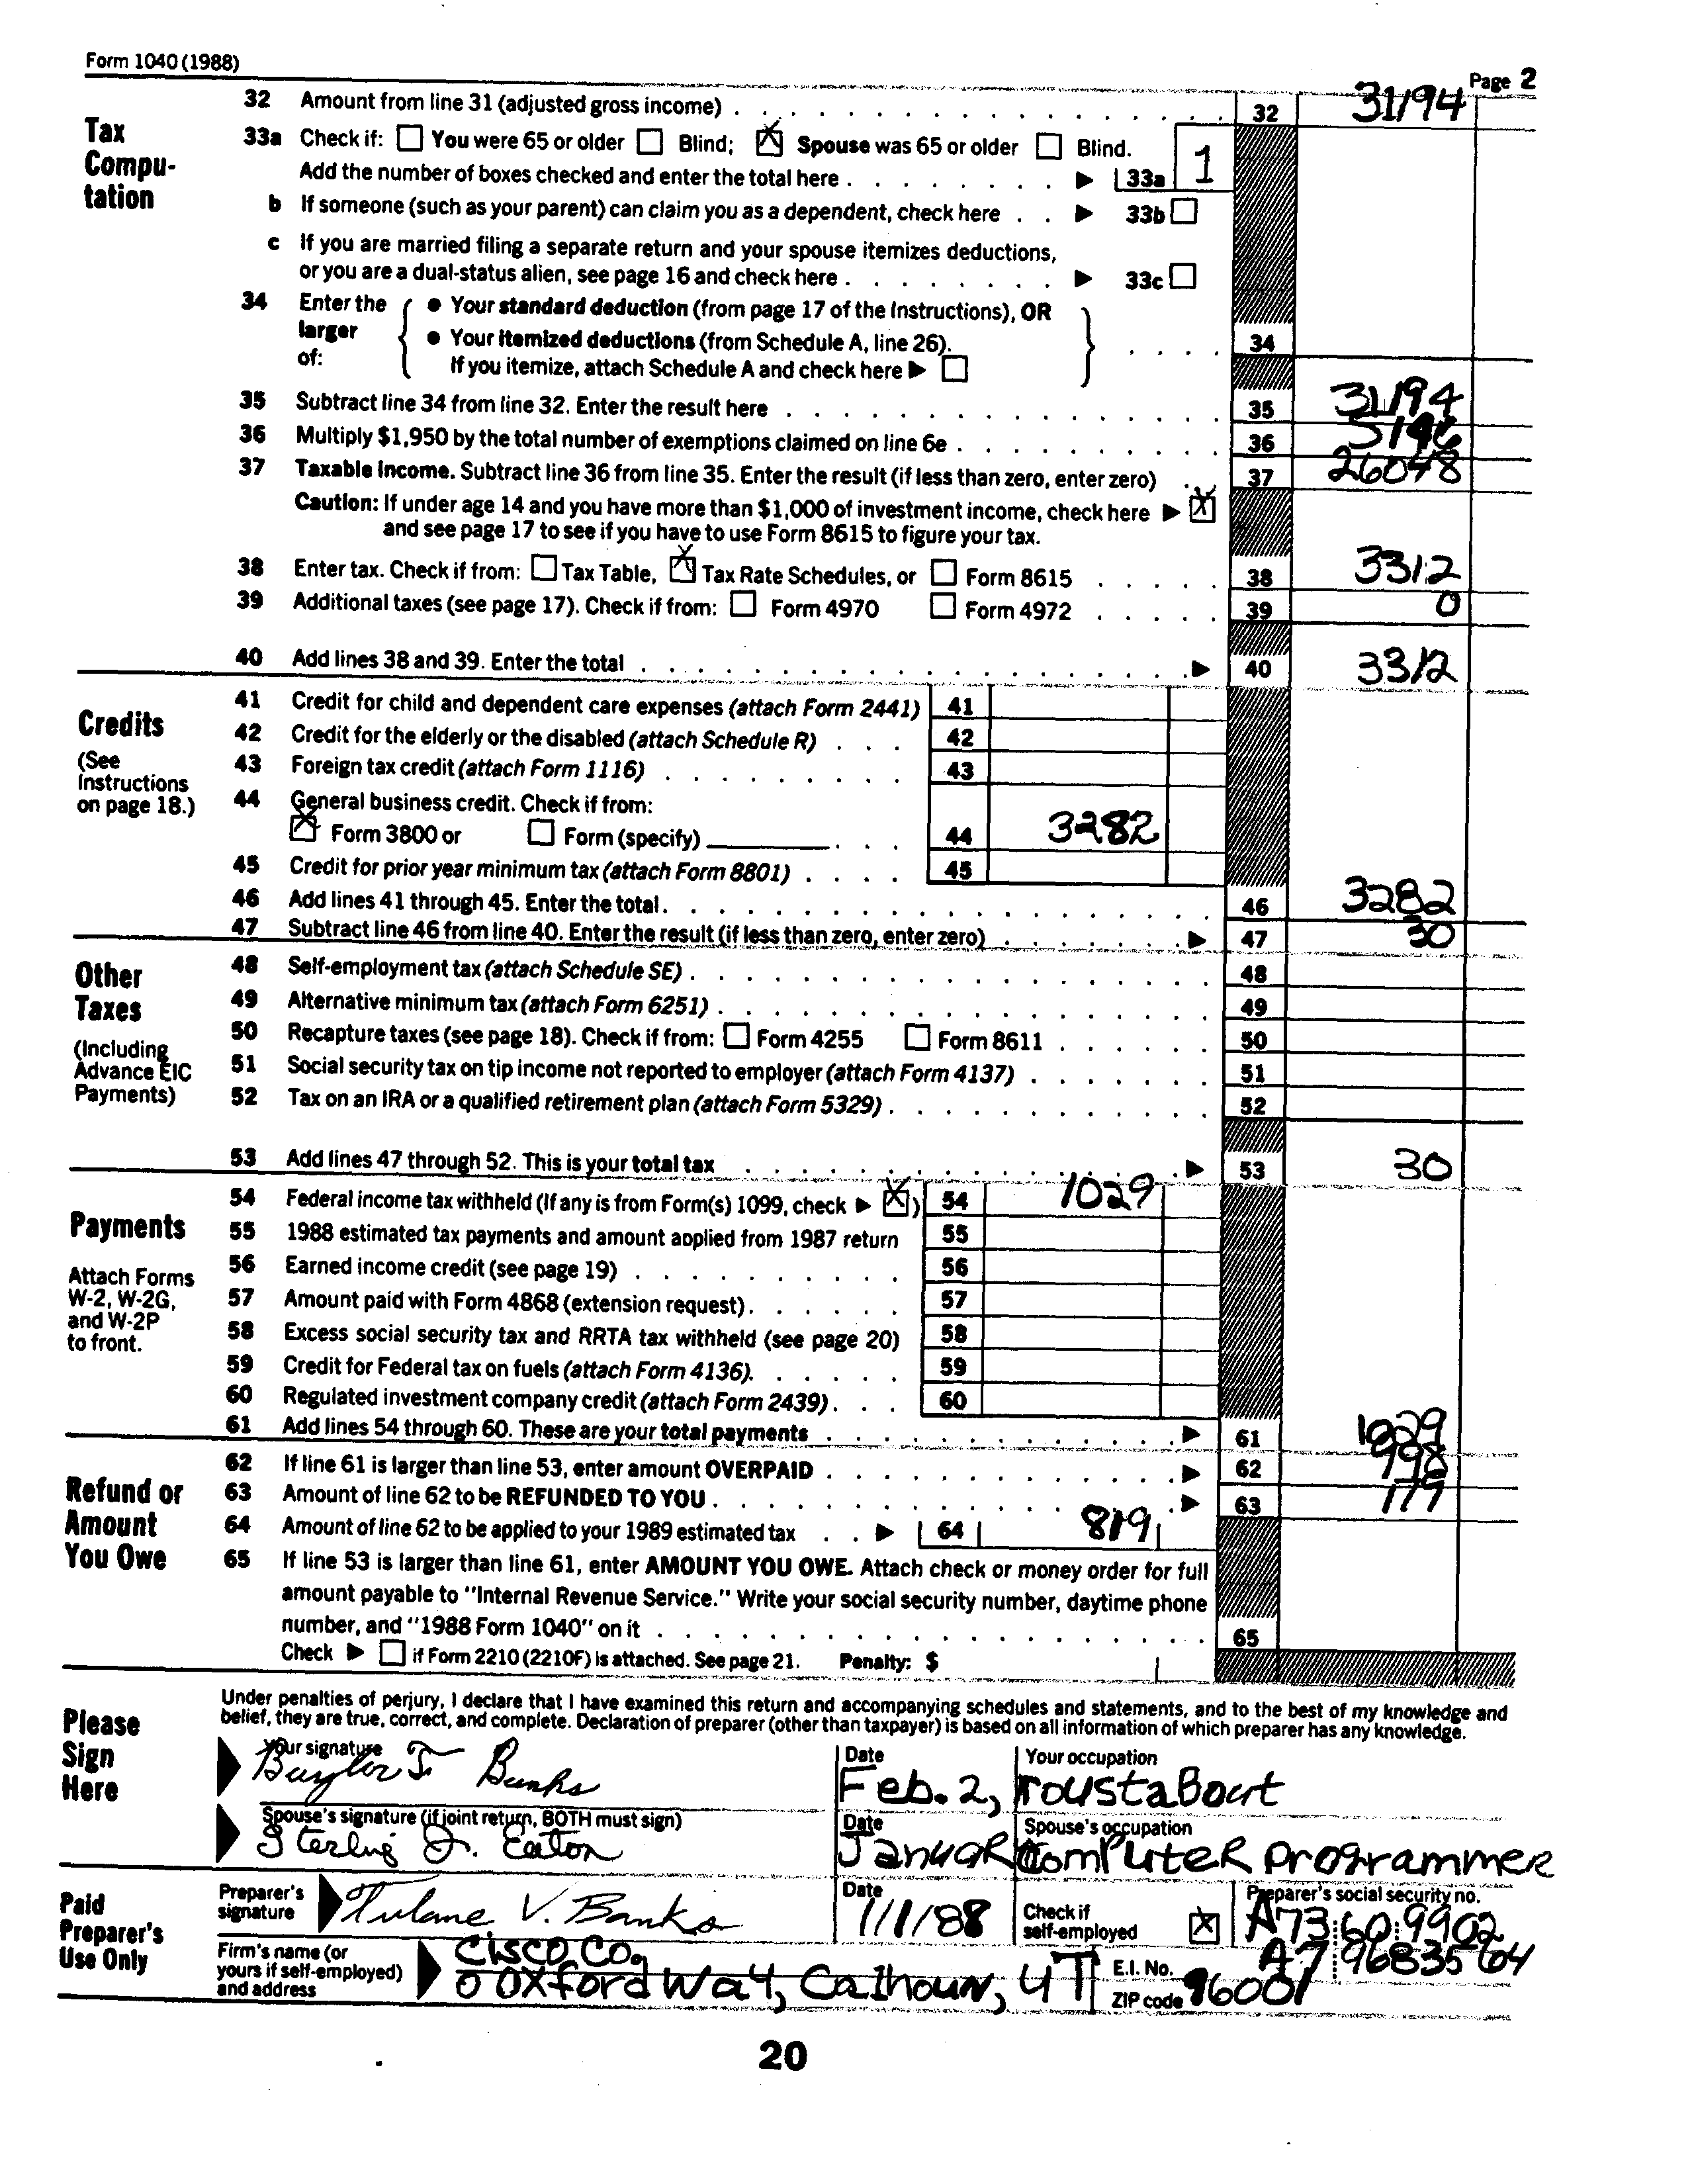 Form 1040 (1988)
Page 2
Tax Compu-tation
32 Amount from line 31 (adjusted gross income) . . . 32 31194
33a Check if: ☐ You were 65 or older ☐ Blind; ☒ Spouse was 65 or older ☐ Blind.
Add the number of boxes checked and enter the total here . . . ▶ 33a 1
b If someone (such as your parent) can claim you as a dependent, check here . . ▶ 33b ☐
c If you are married filing a separate return and your spouse itemizes deductions,
or you are a dual-status alien, see page 16 and check here . . . ▶ 33c ☐
34 Enter the larger of: { ● Your standard deduction (from page 17 of the Instructions), OR
● Your itemized deductions (from Schedule A, line 26). } . . . . 34
If you itemize, attach Schedule A and check here ▶ ☐
35 Subtract line 34 from line 32. Enter the result here . . . 35 31194
36 Multiply $1,950 by the total number of exemptions claimed on line 6e . . . 36 5146
37 Taxable income. Subtract line 36 from line 35. Enter the result (if less than zero, enter zero) . . 37 26048
Caution: If under age 14 and you have more than $1,000 of investment income, check here ▶ ☒
and see page 17 to see if you have to use Form 8615 to figure your tax.
38 Enter tax. Check if from: ☐ Tax Table, ☒ Tax Rate Schedules, or ☐ Form 8615 . . . 38 3312
39 Additional taxes (see page 17). Check if from: ☐ Form 4970 ☐ Form 4972 . . . 39 0
40 Add lines 38 and 39. Enter the total . . . ▶ 40 3312
Credits
(See Instructions on page 18.)
41 Credit for child and dependent care expenses (attach Form 2441) 41
42 Credit for the elderly or the disabled (attach Schedule R) . . . 42
43 Foreign tax credit (attach Form 1116) . . . 43
44 General business credit. Check if from:
☒ Form 3800 or ☐ Form (specify) . . . 44 3282
45 Credit for prior year minimum tax (attach Form 8801) . . . . 45
46 Add lines 41 through 45. Enter the total. . . . 46 3282
47 Subtract line 46 from line 40. Enter the result (if less than zero, enter zero) . . . ▶ 47 30
Other Taxes
(Including Advance EIC Payments)
48 Self-employment tax (attach Schedule SE) . . . 48
49 Alternative minimum tax (attach Form 6251) . . . 49
50 Recapture taxes (see page 18). Check if from: ☐ Form 4255 ☐ Form 8611 . . . 50
51 Social security tax on tip income not reported to employer (attach Form 4137) . . . 51
52 Tax on an IRA or a qualified retirement plan (attach Form 5329) . . . 52
53 Add lines 47 through 52. This is your total tax . . . ▶ 53 30
Payments
Attach Forms W-2, W-2G, and W-2P to front.
54 Federal income tax withheld (If any is from Form(s) 1099, check ▶ ☒) 54 1029
55 1988 estimated tax payments and amount applied from 1987 return 55
56 Earned income credit (see page 19) . . . 56
57 Amount paid with Form 4868 (extension request). . . . 57
58 Excess social security tax and RRTA tax withheld (see page 20) 58
59 Credit for Federal tax on fuels (attach Form 4136). . . . 59
60 Regulated investment company credit (attach Form 2439). . . 60
61 Add lines 54 through 60. These are your total payments . . . ▶ 61 1029
Refund or Amount You Owe
62 If line 61 is larger than line 53, enter amount OVERPAID . . . ▶ 62 998
63 Amount of line 62 to be REFUNDED TO YOU . . . ▶ 63 179
64 Amount of line 62 to be applied to your 1989 estimated tax . . ▶ 64 819
65 If line 53 is larger than line 61, enter AMOUNT YOU OWE. Attach check or money order for full
amount payable to "Internal Revenue Service." Write your social security number, daytime phone
number, and "1988 Form 1040" on it . . . 65
Check ▶ ☐ if Form 2210 (2210F) is attached. See page 21. Penalty: $
Please Sign Here
Under penalties of perjury, I declare that I have examined this return and accompanying schedules and statements, and to the best of my knowledge and
belief, they are true, correct, and complete. Declaration of preparer (other than taxpayer) is based on all information of which preparer has any knowledge.
Your signature Baylor J. Banks Date Feb. 2, Your occupation roustabout
Spouse's signature (if joint return, BOTH must sign) Sterling J. Eaton Date Januar Spouse's occupation Computer Programmer
Paid Preparer's Use Only
Preparer's signature Tulane V. Banks Date 1/1/88 Check if self-employed ☒ Preparer's social security no. A73 60 9902
Firm's name (or yours if self-employed) and address Cisco Co. E.I. No. A7 9683564
0 Oxford Way, Calhoun, UT ZIP code 96001
20